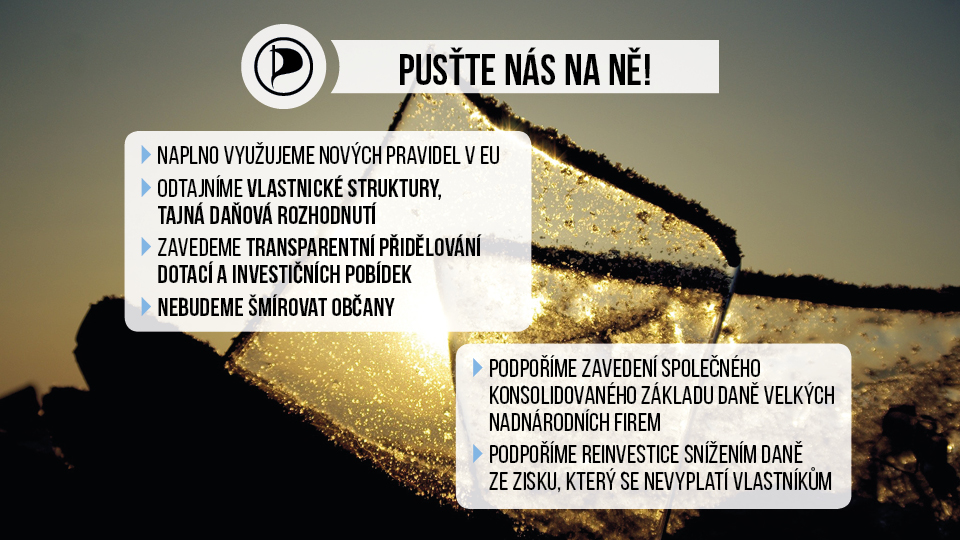 PUSŤTE NÁS NA NĚ!
NAPLNO VYUŽUJEME NOVÝCH PRAVIDEL V EU
ODTAJNÍME VLASTNICKÉ STRUKTURY,
TAJNÁ DAŇOVÁ ROZHODNUTÍ
ZAVEDEME TRANSPARENTNÍ PŘIDĚLOVÁNÍ
DOTACÍ A INVESTIČNÍCH POBÍDEK
NEBUDEME ŠMÍROVAT OBČANY
PODPOŘÍME ZAVEDENÍ SPOLEČNÉHO
KONSOLIDOVANÉHO ZÁKLADU DANĚ VELKÝCH
NADNÁRODNÍCH FIREM
PODPOŘÍME REINVESTICE SNÍŽENÍM DANĚ
ZE ZISKU, KTERÝ SE NEVYPLATÍ VLASTNÍKŮM